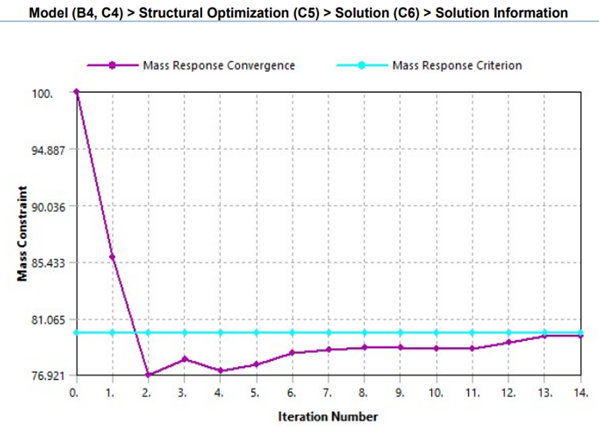 Model (B4, C4) > Structural Optimization (C5) > Solution (C6) > Solution Information
Mass Response Convergence Mass Response Criterion
100.
94.887
90.036
85.433
81.065
76.921
Mass Constraint
0. 1. 2. 3. 4. 5. 6. 7. 8. 9. 10. 11. 12. 13. 14.
Iteration Number